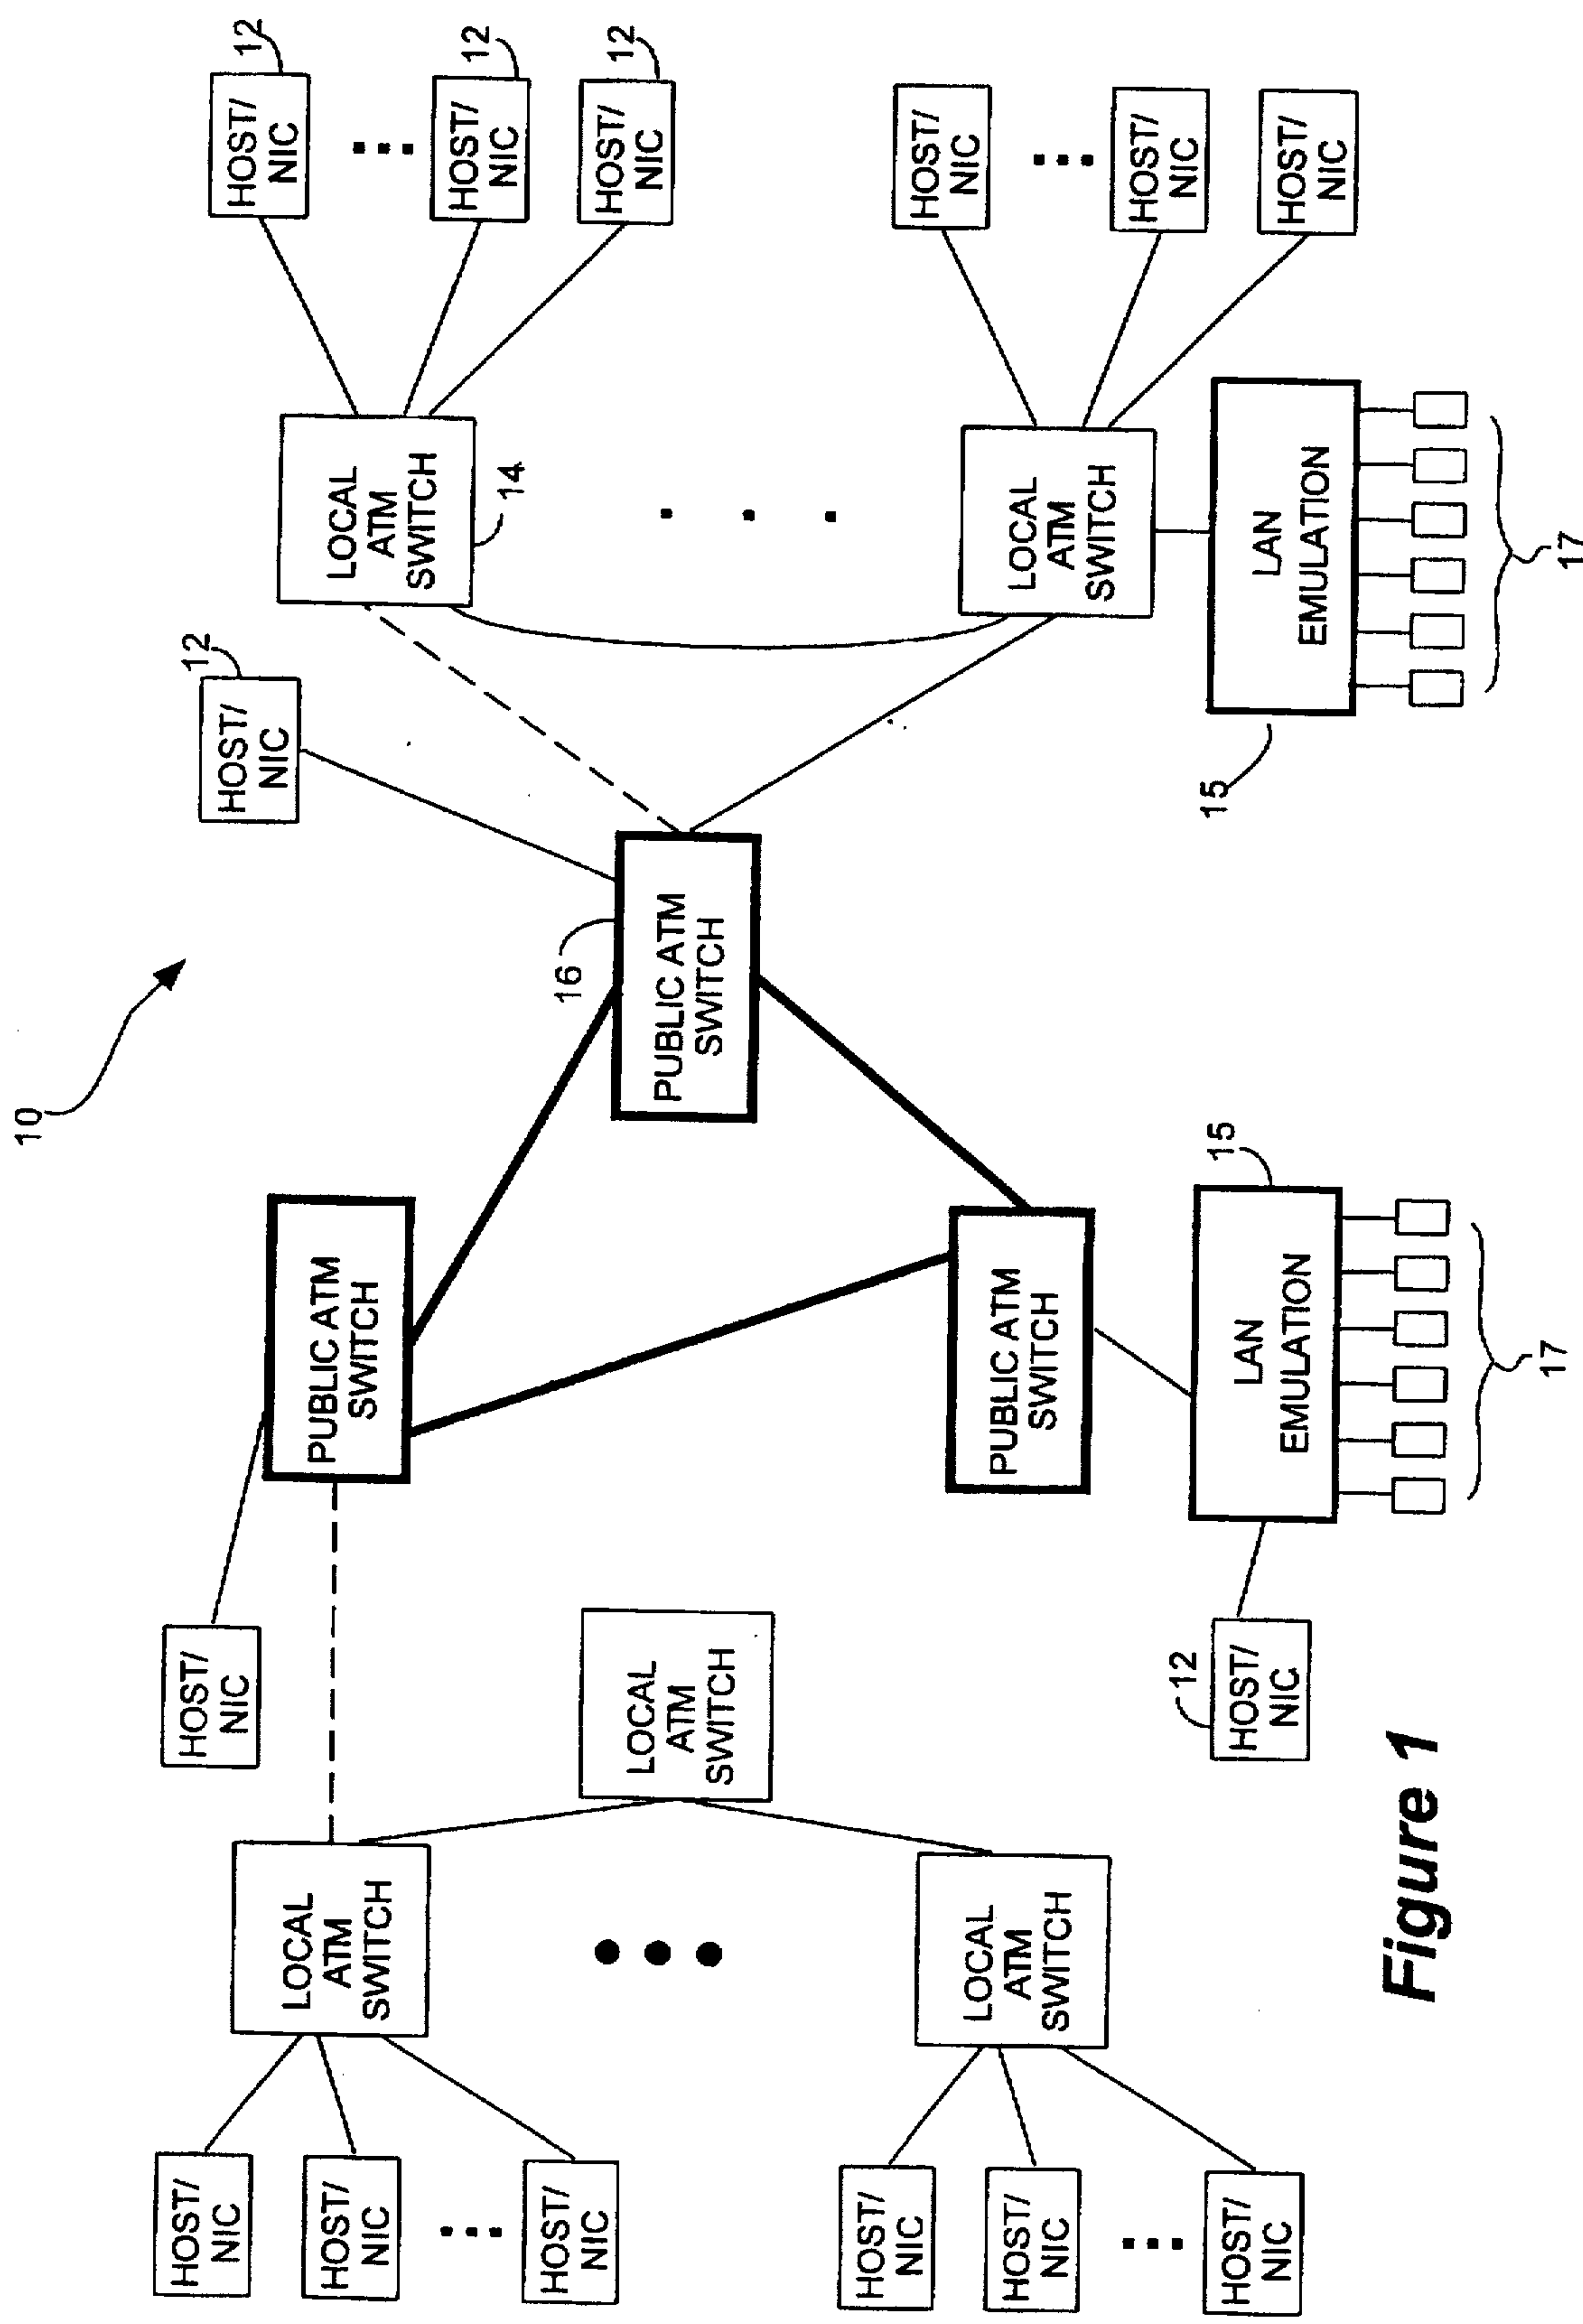 10
HOST/
NIC
HOST/
NIC
12
HOST/
NIC
12
HOST/
NIC
LOCAL
ATM
SWITCH
PUBLIC ATM
SWITCH
LOCAL
ATM
SWITCH
14
HOST/
NIC
12
HOST/
NIC
HOST/
NIC
LOCAL
ATM
SWITCH
16
PUBLIC ATM
SWITCH
12
HOST/
NIC
HOST/
NIC
HOST/
NIC
LOCAL
ATM
SWITCH
PUBLIC ATM
SWITCH
LOCAL
ATM
SWITCH
HOST/
NIC
HOST/
NIC
HOST/
NIC
12
HOST/
NIC
15
LAN
EMULATION
15
LAN
EMULATION
HOST/
NIC
17
17
Figure 1